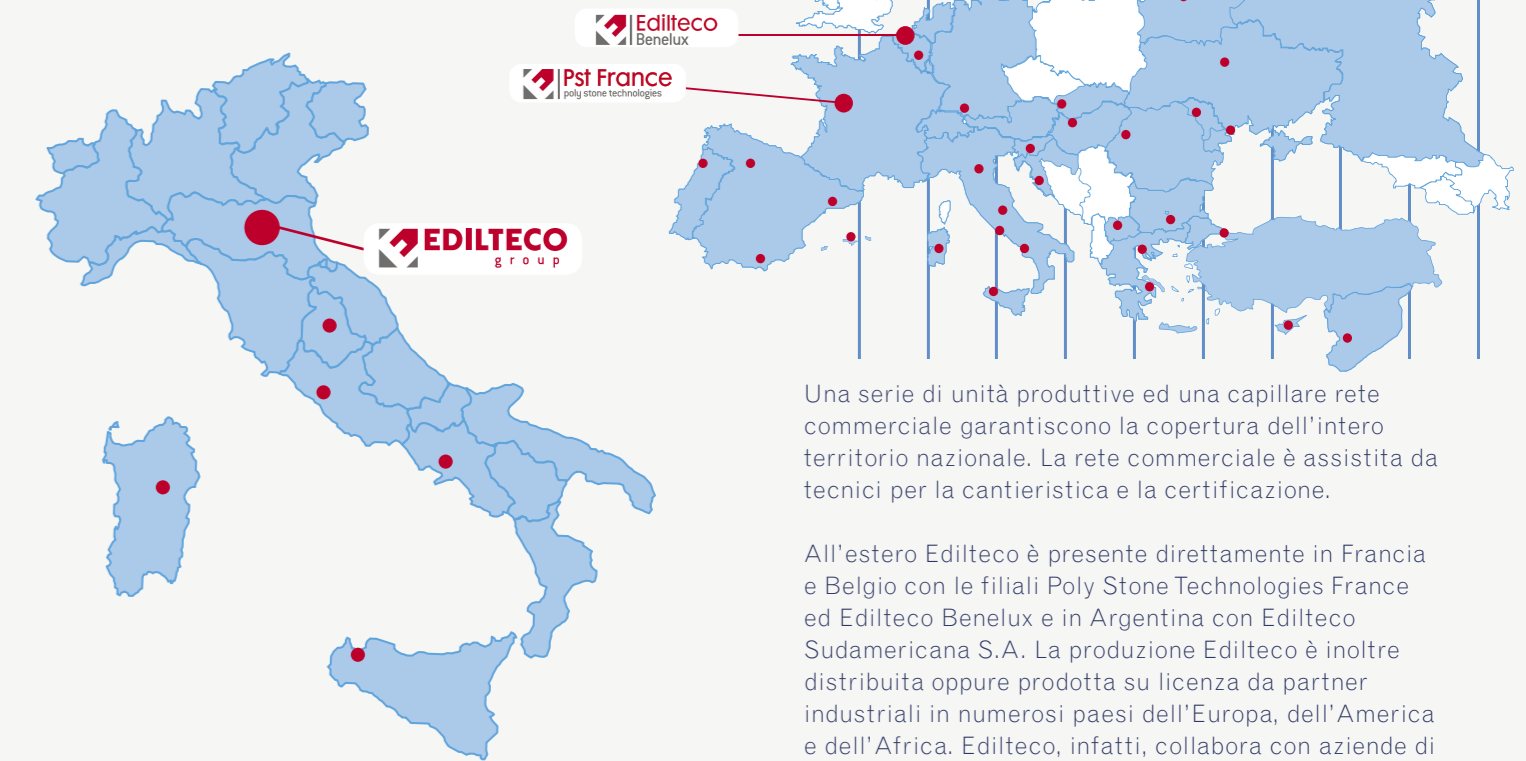 Edilteco
Benelux
Pst France
poly stone technologies
EDILTECO
group
Una serie di unità produttive ed una capillare rete
commerciale garantiscono la copertura dell'intero
territorio nazionale. La rete commerciale è assistita da
tecnici per la cantieristica e la certificazione.
All'estero Edilteco è presente direttamente in Francia
e Belgio con le filiali Poly Stone Technologies France
ed Edilteco Benelux e in Argentina con Edilteco
Sudamericana S.A. La produzione Edilteco è inoltre
distribuita oppure prodotta su licenza da partner
industriali in numerosi paesi dell'Europa, dell'America
e dell'Africa. Edilteco, infatti, collabora con aziende di